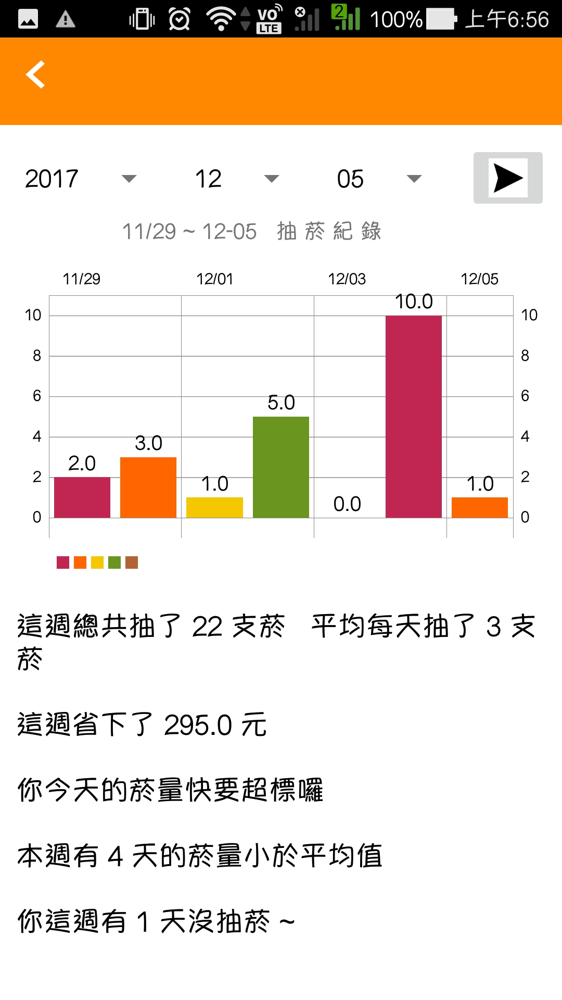 VO LTE 2 100% 上午6:56
2017 12 05
11/29 ~ 12-05 抽菸紀錄
11/29 12/01 12/03 12/05
10.0
10 10
8 8
6 6
5.0
4 4
3.0
2.0
2 1.0 1.0 2
0.0
0 0
這週總共抽了 22 支菸 平均每天抽了 3 支
菸
這週省下了 295.0 元
你今天的菸量快要超標囉
本週有 4 天的菸量小於平均值
你這週有 1 天沒抽菸 ~